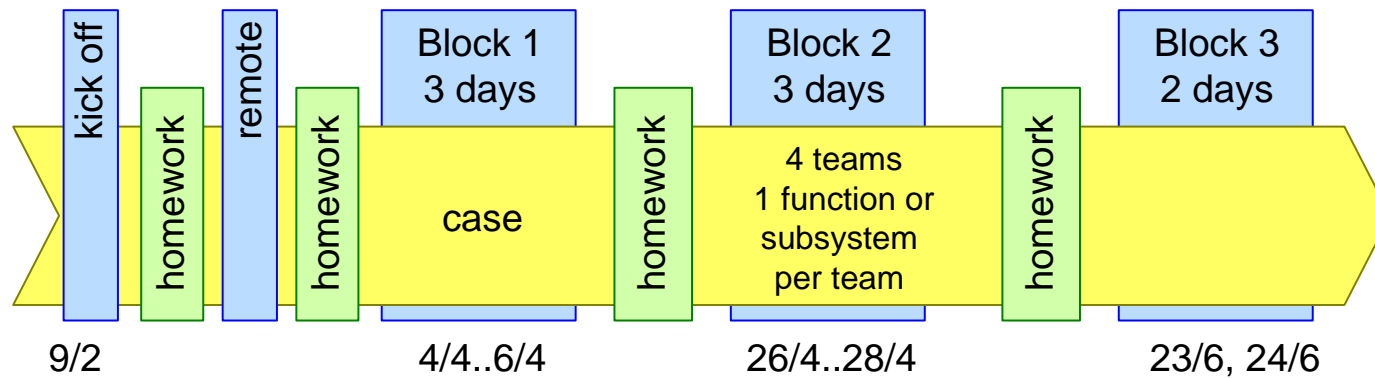 kick off
homework
remote
homework
Block 1
3 days
case
homework
Block 2
3 days
4 teams
1 function or
subsystem
per team
homework
Block 3
2 days
9/2
4/4..6/4
26/4..28/4
23/6, 24/6